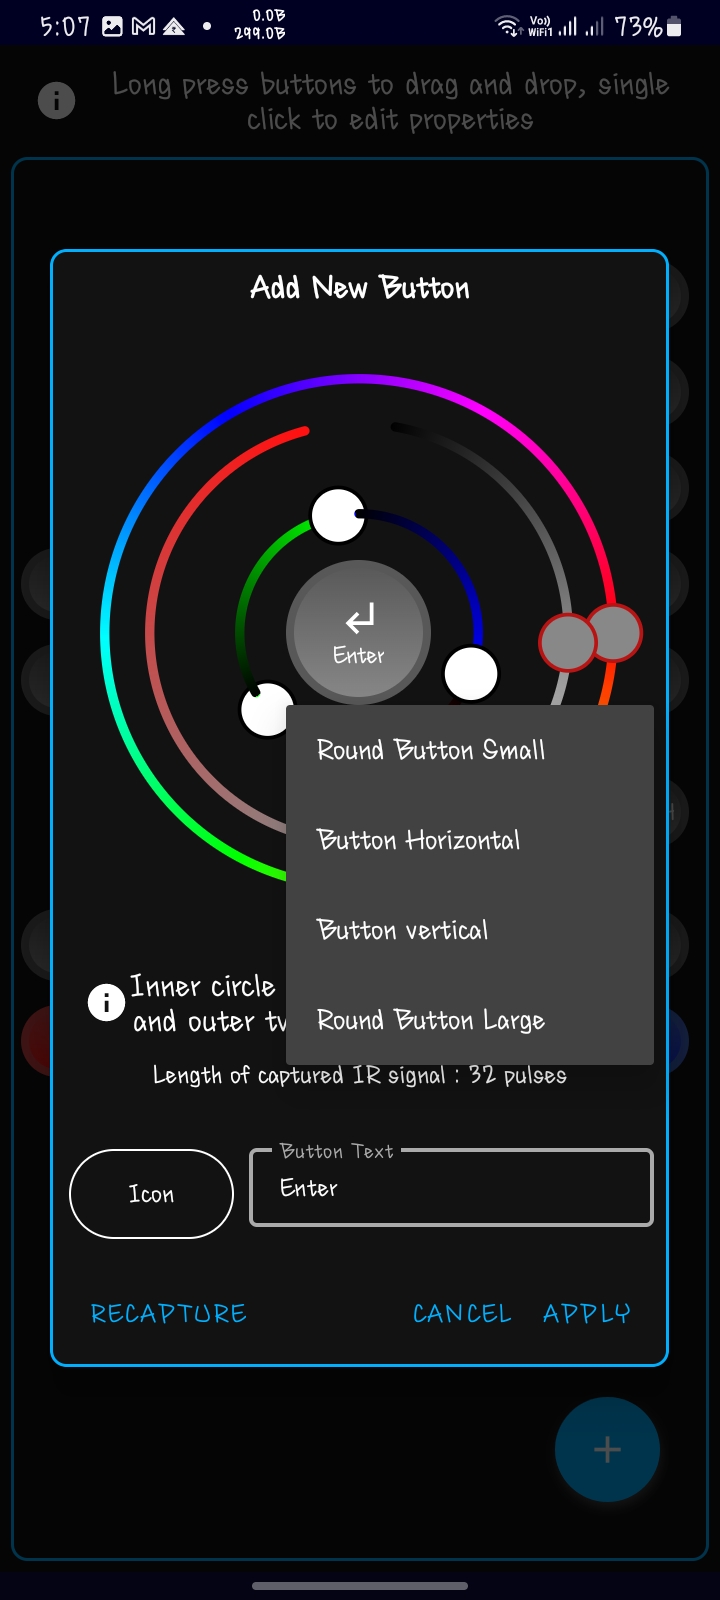 5:07
0.0B
299.0B
Vo))
WiFi1
73%
Long press buttons to drag and drop, single
click to edit properties
Add New Button
Enter
Round Button Small
Button Horizontal
Button vertical
Round Button Large
Inner circle
and outer tw
Length of captured IR signal : 32 pulses
Icon
Button Text
Enter
RECAPTURE
CANCEL
APPLY